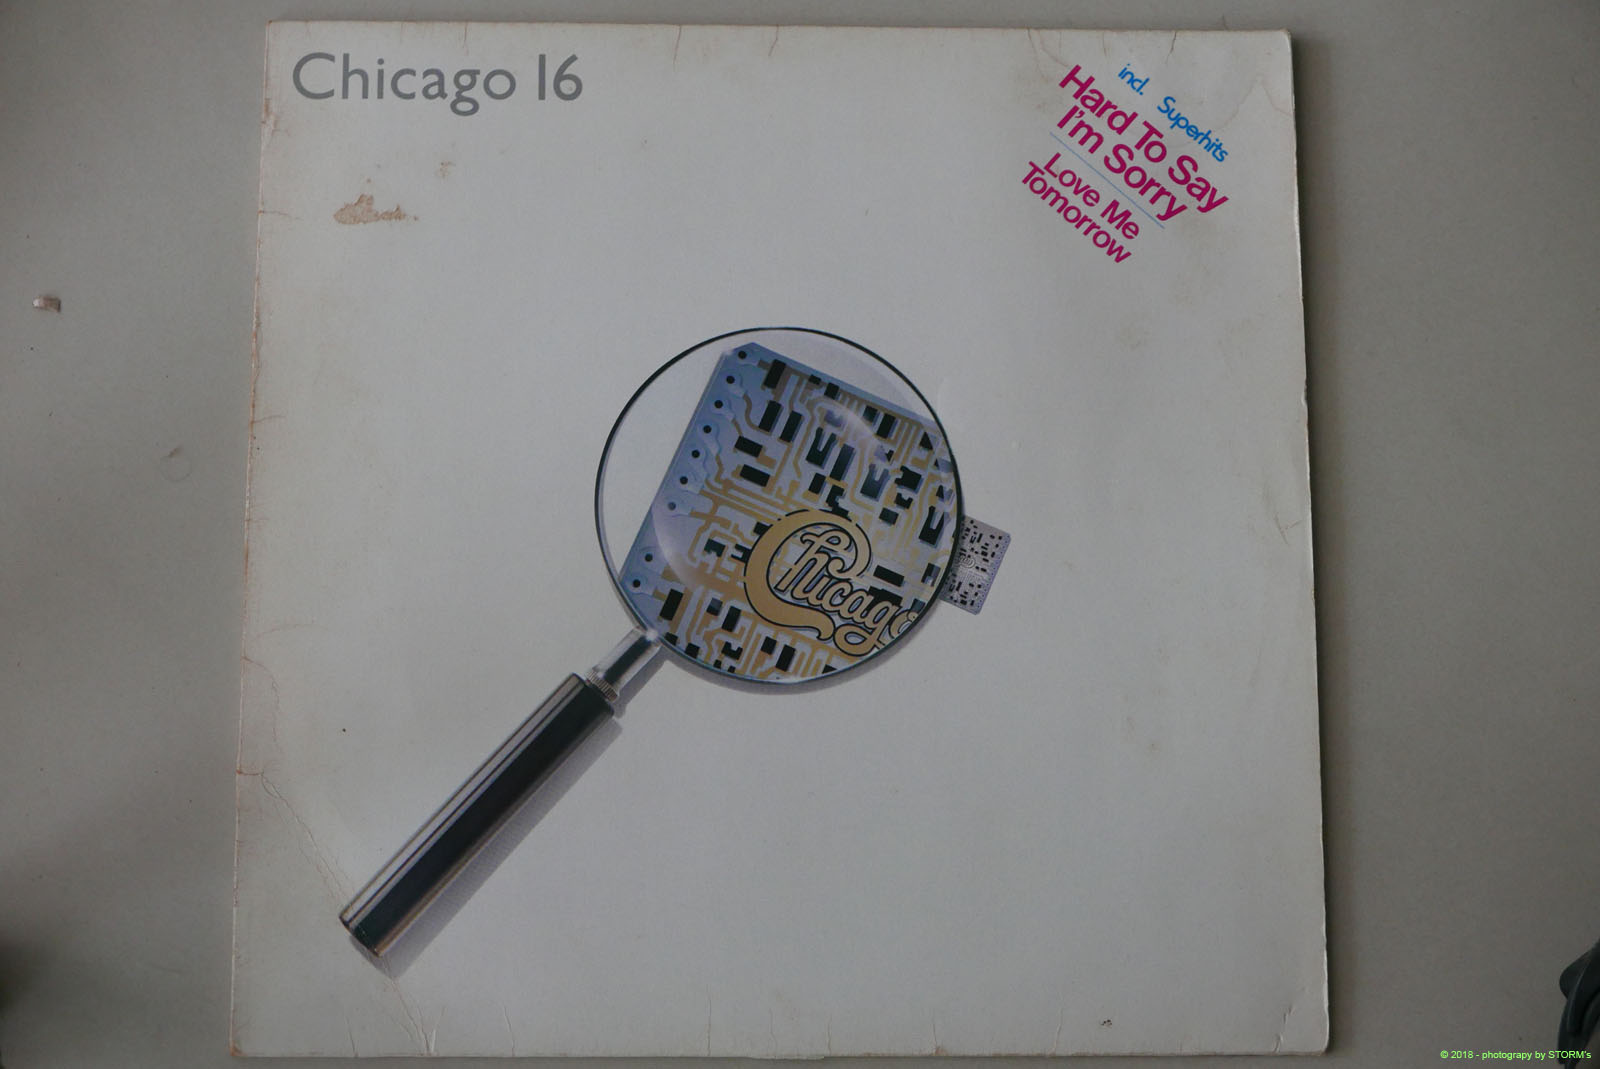 Chicago 16
incl. Superhits
Hard To Say
I'm Sorry
Love Me
Tomorrow
Chicago
© 2018 - photograpy by STORM's